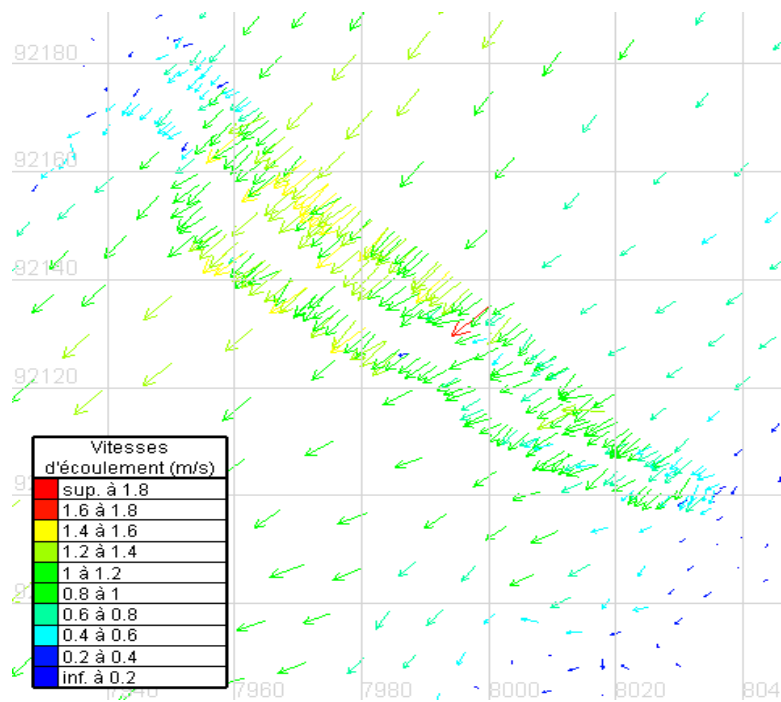 92180
92160
92140
92120
Vitesses
d'écoulement (m/s)
sup. à 1.8
1.6 à 1.8
1.4 à 1.6
1.2 à 1.4
1 à 1.2
0.8 à 1
0.6 à 0.8
0.4 à 0.6
0.2 à 0.4
inf. à 0.2
7960
7980
8000
8020